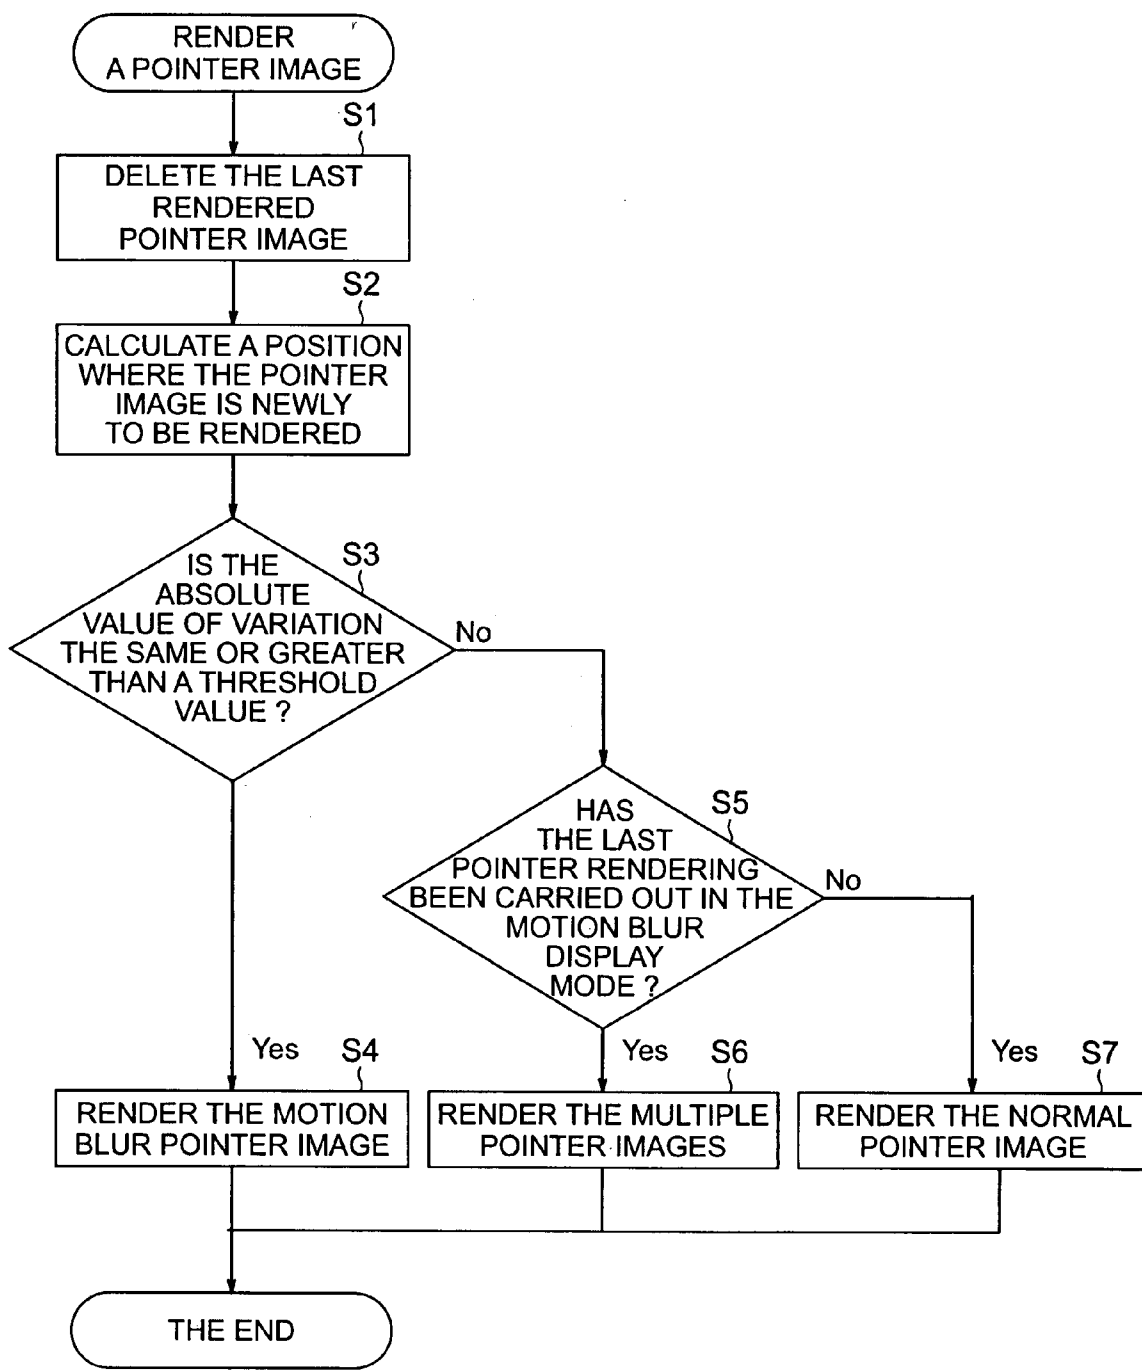 RENDER
A POINTER IMAGE
S1
DELETE THE LAST
RENDERED
POINTER IMAGE
S2
CALCULATE A POSITION
WHERE THE POINTER
IMAGE IS NEWLY
TO BE RENDERED
S3
IS THE
ABSOLUTE
VALUE OF VARIATION
THE SAME OR GREATER
THAN A THRESHOLD
VALUE ?
No
S5
HAS
THE LAST
POINTER RENDERING
BEEN CARRIED OUT IN THE
MOTION BLUR
DISPLAY
MODE ?
No
Yes
S4
RENDER THE MOTION
BLUR POINTER IMAGE
Yes
S6
RENDER THE MULTIPLE
POINTER IMAGES
Yes
S7
RENDER THE NORMAL
POINTER IMAGE
THE END